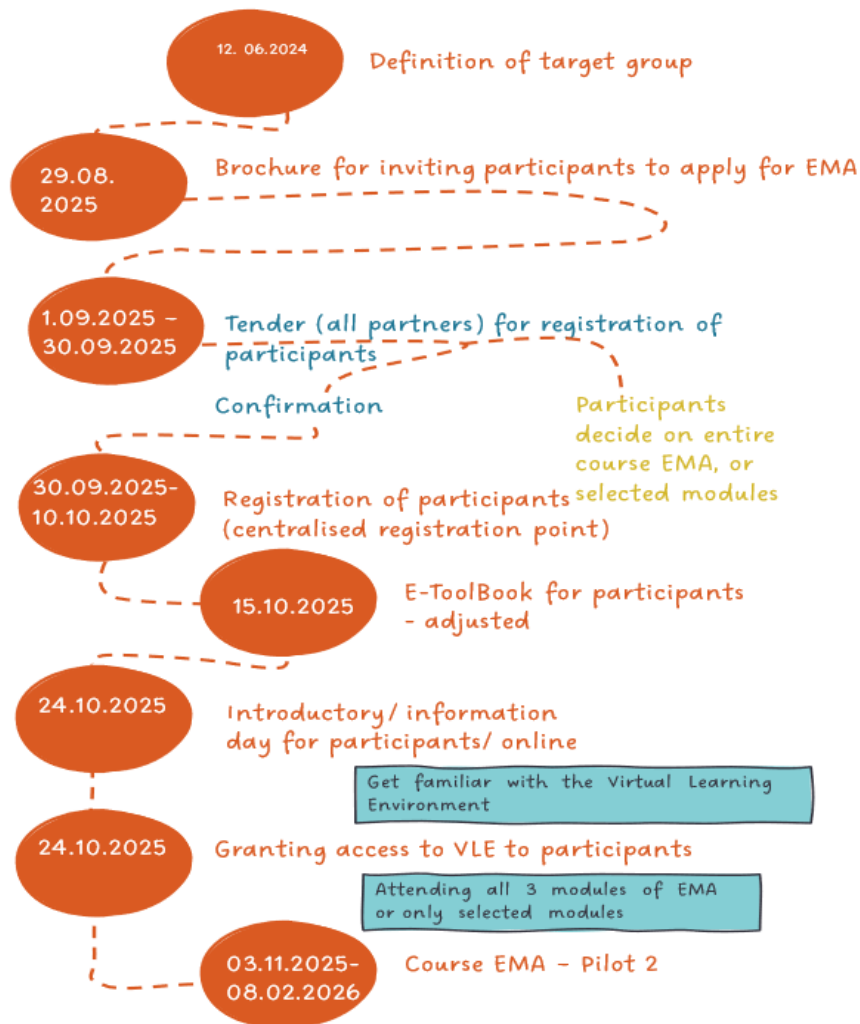 12. 06.2024
Definition of target group
29.08.
2025
Brochure for inviting participants to apply for EMA
1.09.2025 –
30.09.2025
Tender (all partners) for registration of
participants
Confirmation
Participants
decide on entire
course EMA, or
selected modules
30.09.2025-
10.10.2025
Registration of participants
(centralised registration point)
15.10.2025
E-ToolBook for participants
- adjusted
24.10.2025
Introductory/ information
day for participants/ online
Get familiar with the Virtual Learning
Environment
24.10.2025
Granting access to VLE to participants
Attending all 3 modules of EMA
or only selected modules
03.11.2025-
08.02.2026
Course EMA – Pilot 2